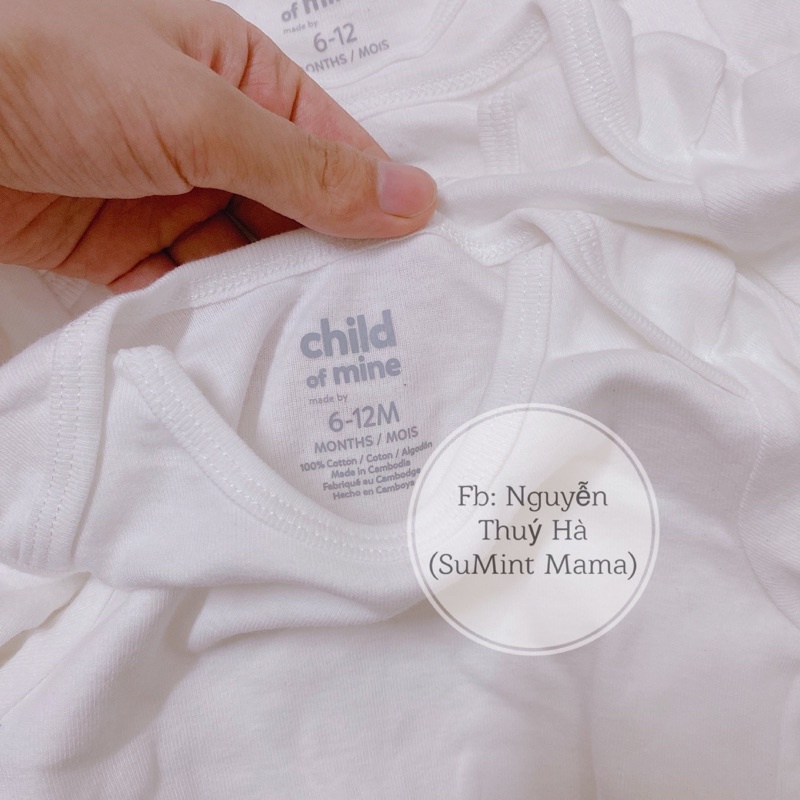 of
made by
6-12
MONTHS / MOIS
child
of mine
made by
6-12M
MONTHS / MOIS
100% Cotton / Coton / Algodón
Made in Cambodia
Fabriqué au Cambodge
Hecho en Camboya
Fb: Nguyễn
Thuý Hà
(SuMint Mama)